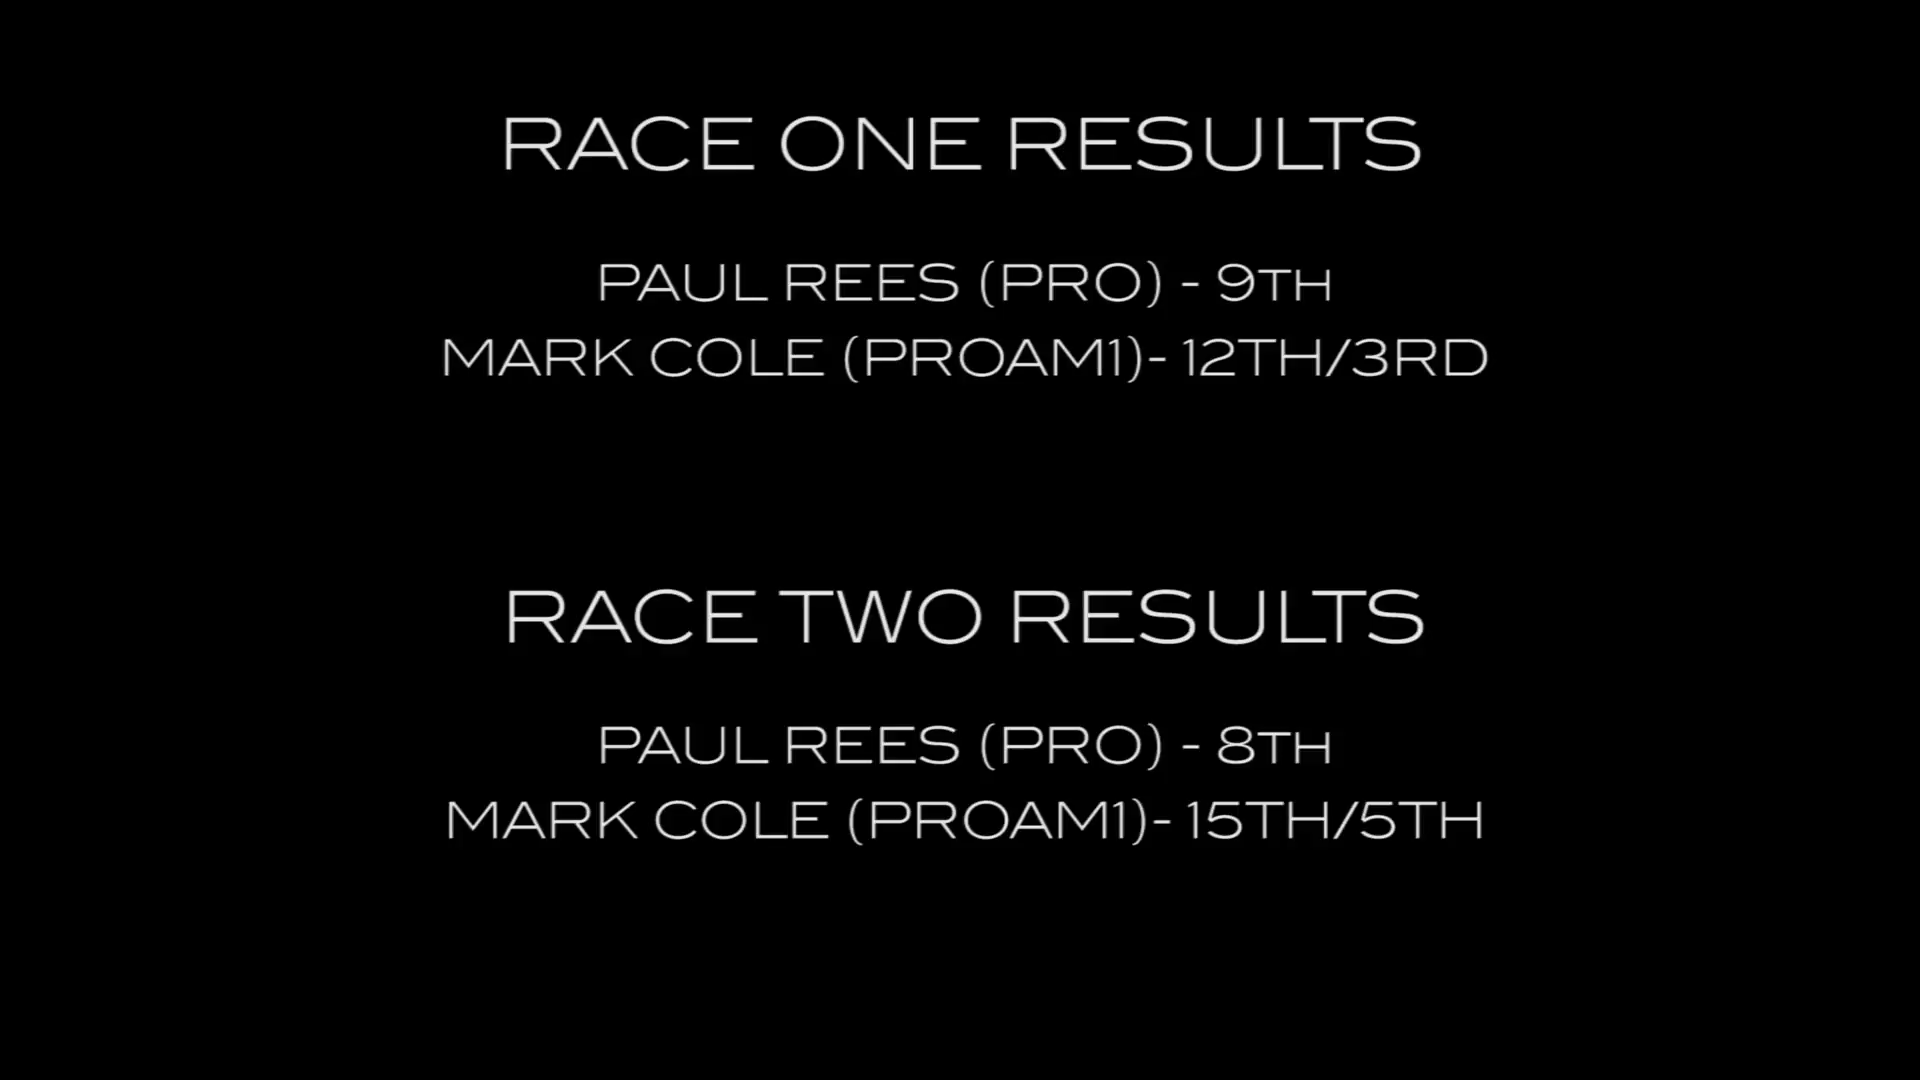 RACE ONE RESULTS
PAUL REES (PRO) - 9TH
MARK COLE (PROAM1)- 12TH/3RD
RACE TWO RESULTS
PAUL REES (PRO) - 8TH
MARK COLE (PROAM1)- 15TH/5TH